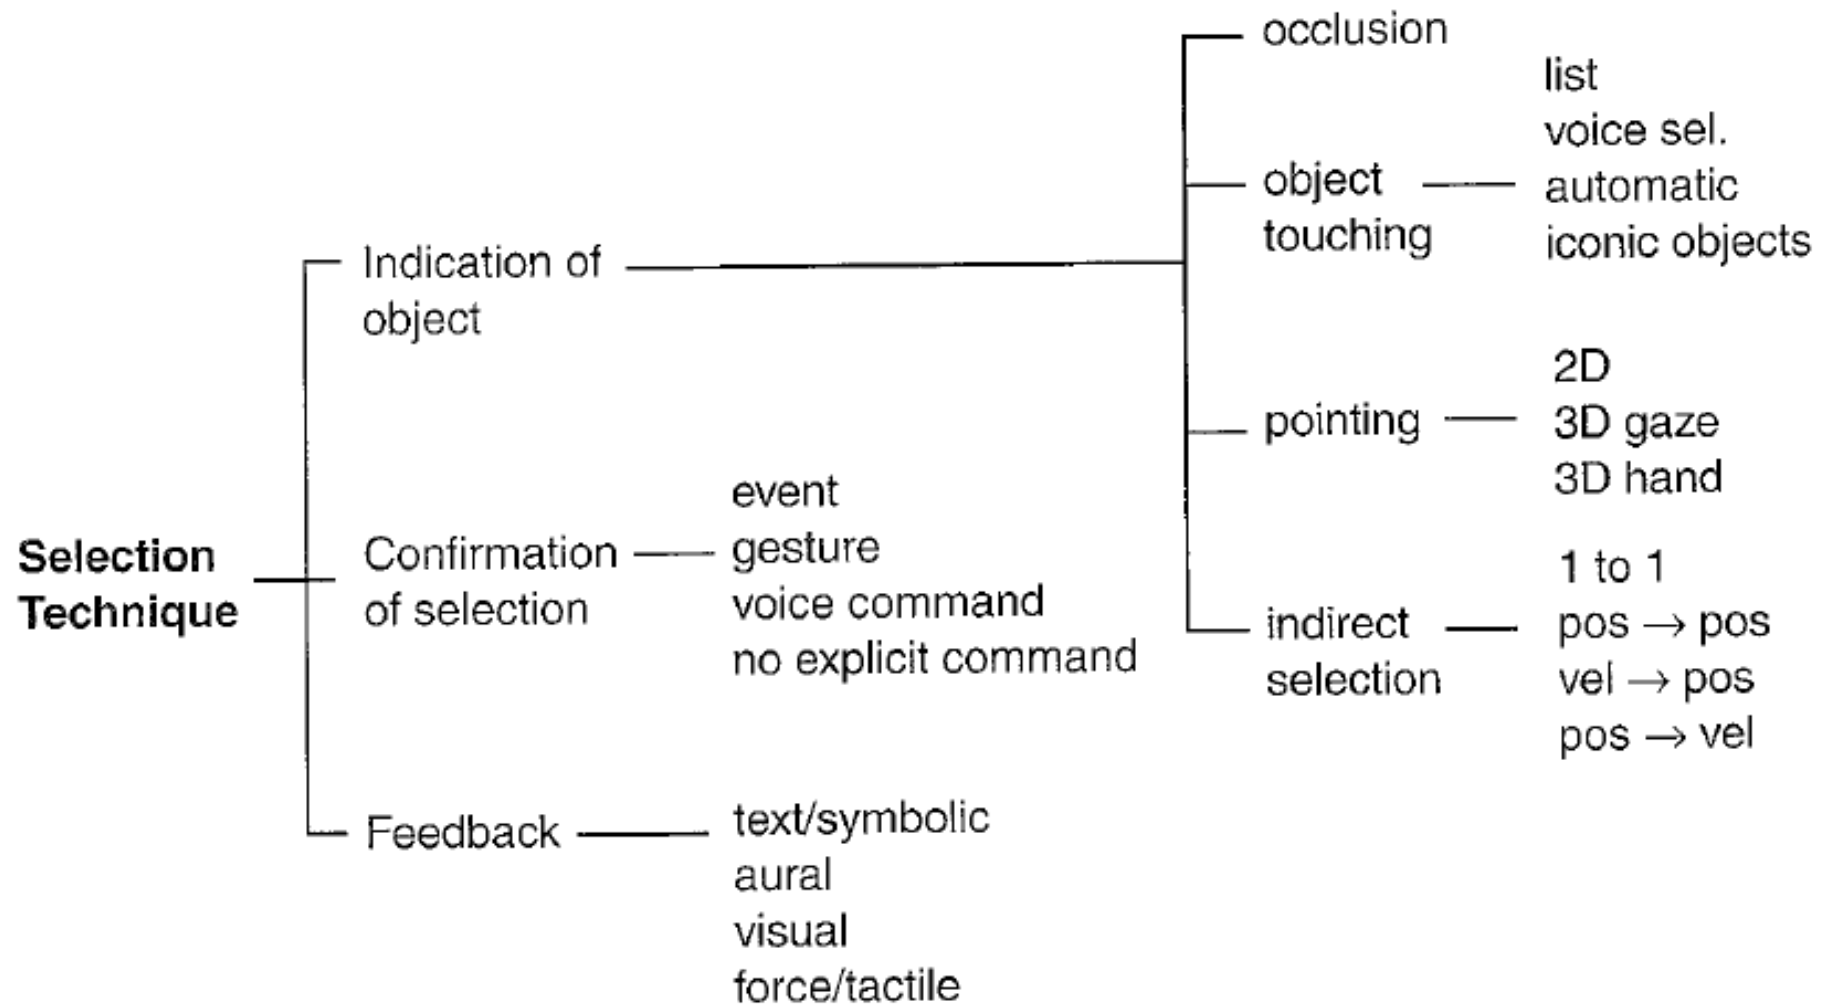 Selection
Technique
Indication of
object
occlusion
object
touching
list
voice sel.
automatic
iconic objects
pointing
2D
3D gaze
3D hand
indirect
selection
1 to 1
pos → pos
vel → pos
pos → vel
Confirmation
of selection
event
gesture
voice command
no explicit command
Feedback
text/symbolic
aural
visual
force/tactile